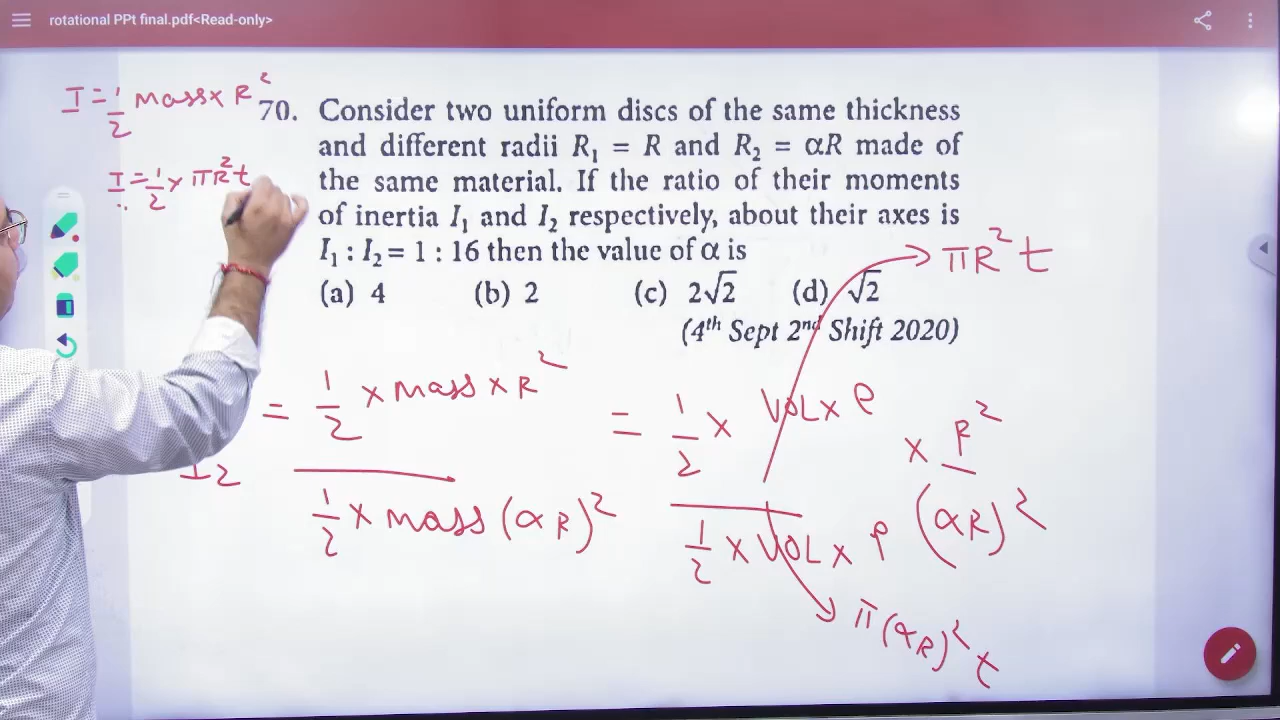 rotational PPt final.pdf<Read-only>
I = 1/2 mass × R²
I = 1/2 × πR²t
70. Consider two uniform discs of the same thickness
and different radii R₁ = R and R₂ = αR made of
the same material. If the ratio of their moments
of inertia I₁ and I₂ respectively, about their axes is
I₁ : I₂ = 1 : 16 then the value of α is
(a) 4 (b) 2 (c) 2√2 (d) √2
(4th Sept 2nd Shift 2020)
πR²t
= 1/2 × mass × R²
I2
1/2 × mass (αR)²
= 1/2 × VOL × ρ × R²
1/2 × VOL × ρ (αR)²
π(αR)²t